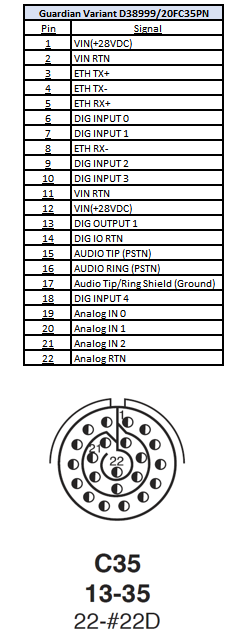 Guardian Variant D38999/20FC35PN
Pin Signal
1 VIN(+28VDC)
2 VIN RTN
3 ETH TX+
4 ETH TX-
5 ETH RX+
6 DIG INPUT 0
7 DIG INPUT 1
8 ETH RX-
9 DIG INPUT 2
10 DIG INPUT 3
11 VIN RTN
12 VIN(+28VDC)
13 DIG OUTPUT 1
14 DIG IO RTN
15 AUDIO TIP (PSTN)
16 AUDIO RING (PSTN)
17 Audio Tip/Ring Shield (Ground)
18 DIG INPUT 4
19 Analog IN 0
20 Analog IN 1
21 Analog IN 2
22 Analog RTN
1
21
22
C35
13-35
22-#22D